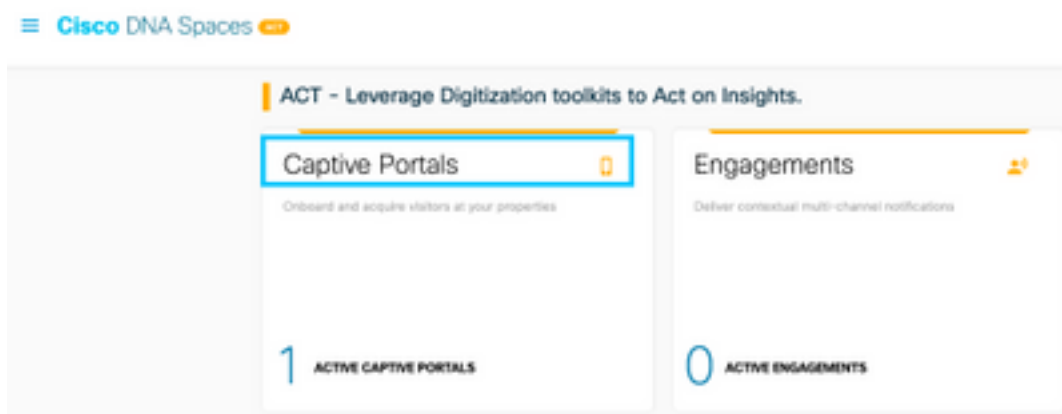 Cisco DNA Spaces ACT
ACT - Leverage Digitization toolkits to Act on Insights.
Captive Portals
Onboard and acquire visitors at your properties
1 ACTIVE CAPTIVE PORTALS
Engagements
Deliver contextual multi-channel notifications
0 ACTIVE ENGAGEMENTS